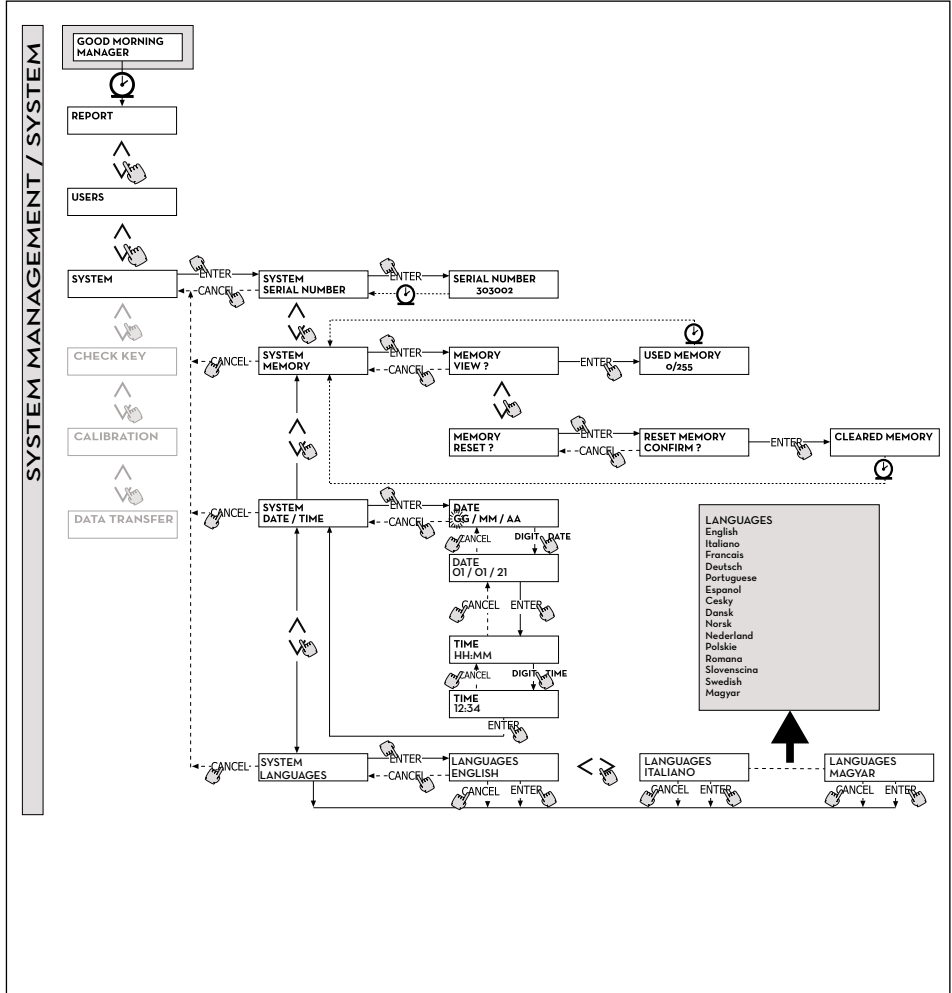 SYSTEM MANAGEMENT / SYSTEM
GOOD MORNING
MANAGER
REPORT
USERS
SYSTEM
ENTER
CANCEL
SYSTEM
SERIAL NUMBER
ENTER
SERIAL NUMBER
303002
CHECK KEY
CANCEL
SYSTEM
MEMORY
ENTER
CANCEL
MEMORY
VIEW ?
ENTER
USED MEMORY
0/255
CALIBRATION
MEMORY
RESET ?
ENTER
CANCEL
RESET MEMORY
CONFIRM ?
ENTER
CLEARED MEMORY
DATA TRANSFER
CANCEL
SYSTEM
DATE / TIME
ENTER
CANCEL
DATE
GG / MM / AA
CANCEL
DIGIT DATE
DATE
01 / 01 / 21
CANCEL
ENTER
TIME
HH:MM
CANCEL
DIGIT TIME
TIME
12:34
ENTER
LANGUAGES
English
Italiano
Francais
Deutsch
Portuguese
Espanol
Cesky
Dansk
Norsk
Nederland
Polskie
Romana
Slovenscina
Swedish
Magyar
CANCEL
SYSTEM
LANGUAGES
ENTER
CANCEL
LANGUAGES
ENGLISH
CANCEL
ENTER
LANGUAGES
ITALIANO
CANCEL
ENTER
LANGUAGES
MAGYAR
CANCEL
ENTER